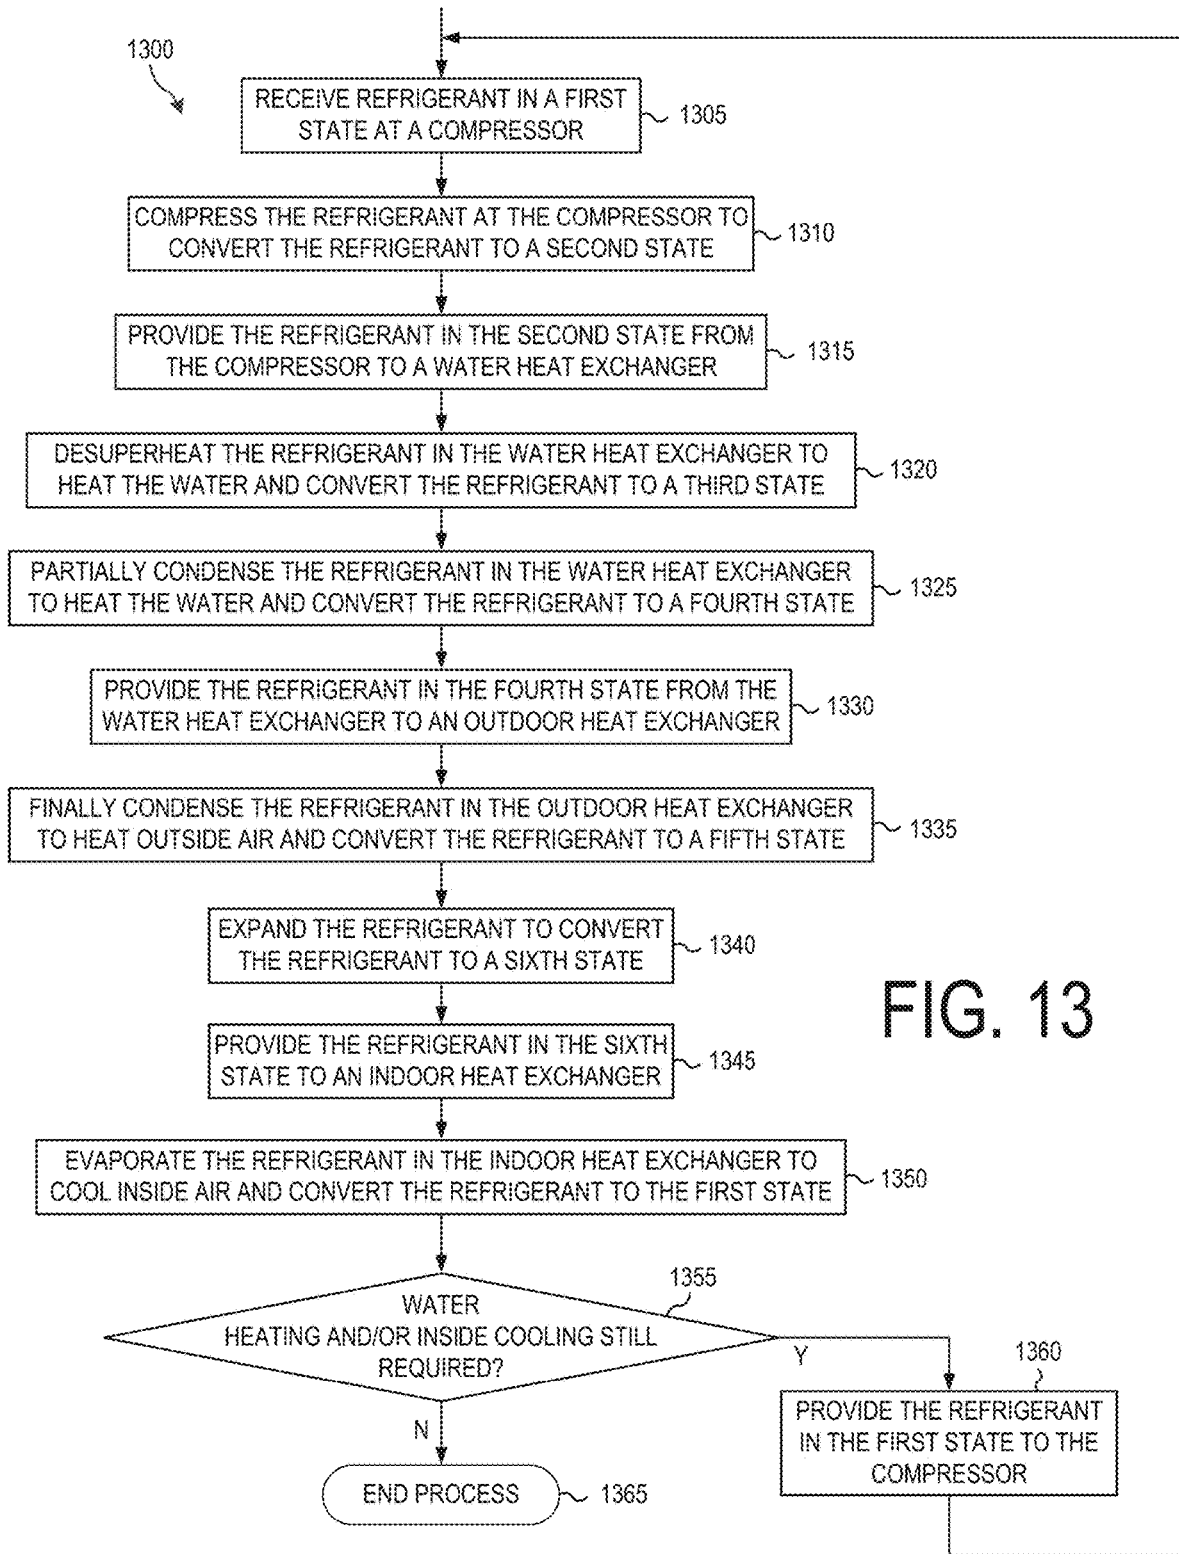 1300
RECEIVE REFRIGERANT IN A FIRST
STATE AT A COMPRESSOR
1305
COMPRESS THE REFRIGERANT AT THE COMPRESSOR TO
CONVERT THE REFRIGERANT TO A SECOND STATE
1310
PROVIDE THE REFRIGERANT IN THE SECOND STATE FROM
THE COMPRESSOR TO A WATER HEAT EXCHANGER
1315
DESUPERHEAT THE REFRIGERANT IN THE WATER HEAT EXCHANGER TO
HEAT THE WATER AND CONVERT THE REFRIGERANT TO A THIRD STATE
1320
PARTIALLY CONDENSE THE REFRIGERANT IN THE WATER HEAT EXCHANGER
TO HEAT THE WATER AND CONVERT THE REFRIGERANT TO A FOURTH STATE
1325
PROVIDE THE REFRIGERANT IN THE FOURTH STATE FROM THE
WATER HEAT EXCHANGER TO AN OUTDOOR HEAT EXCHANGER
1330
FINALLY CONDENSE THE REFRIGERANT IN THE OUTDOOR HEAT EXCHANGER
TO HEAT OUTSIDE AIR AND CONVERT THE REFRIGERANT TO A FIFTH STATE
1335
EXPAND THE REFRIGERANT TO CONVERT
THE REFRIGERANT TO A SIXTH STATE
1340
FIG. 13
PROVIDE THE REFRIGERANT IN THE SIXTH
STATE TO AN INDOOR HEAT EXCHANGER
1345
EVAPORATE THE REFRIGERANT IN THE INDOOR HEAT EXCHANGER TO
COOL INSIDE AIR AND CONVERT THE REFRIGERANT TO THE FIRST STATE
1350
1355
WATER
HEATING AND/OR INSIDE COOLING STILL
REQUIRED?
Y
N
1360
PROVIDE THE REFRIGERANT
IN THE FIRST STATE TO THE
COMPRESSOR
END PROCESS
1365